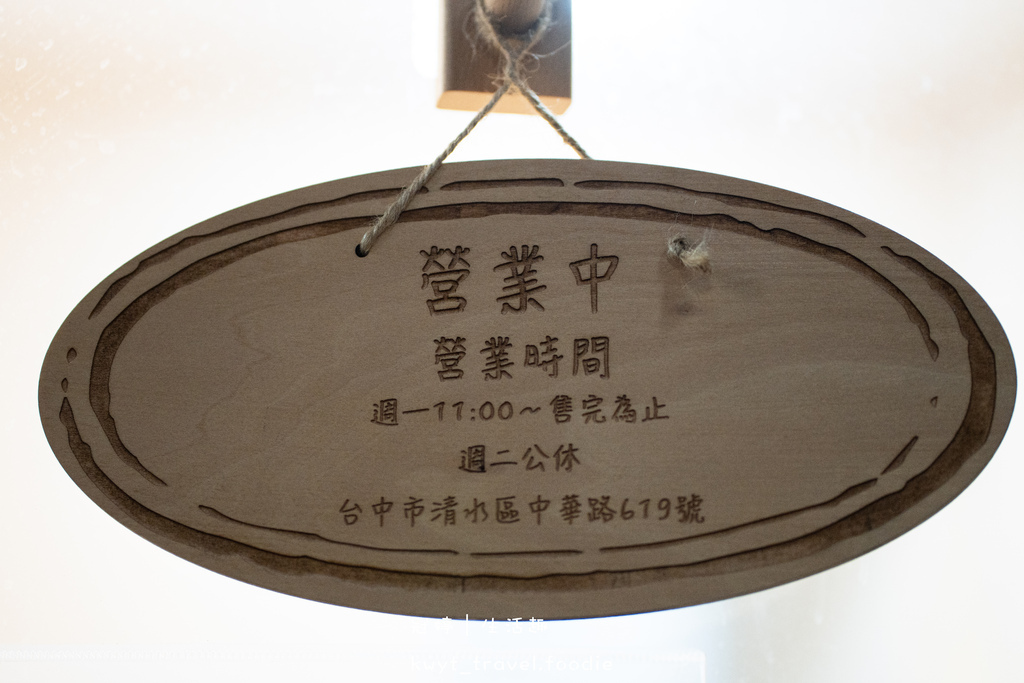 營業中
營業時間
週一11:00~售完為止
週二公休
台中市清水區中華路619號